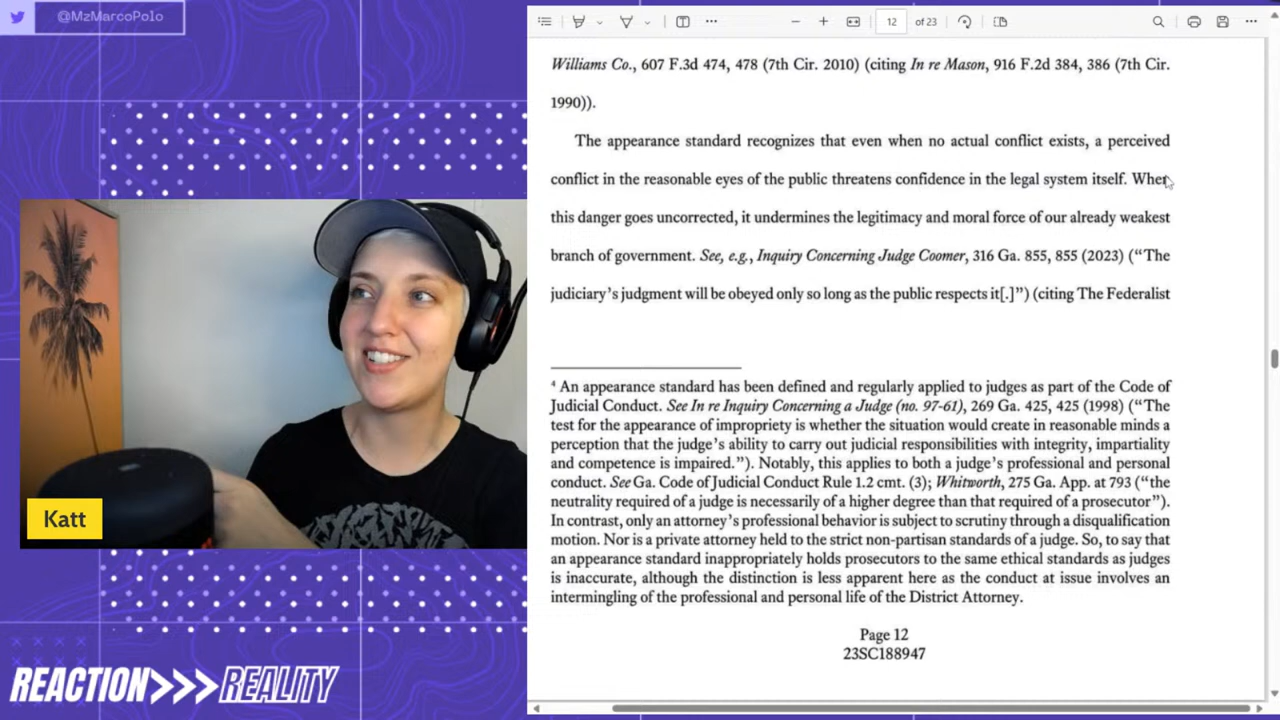 @MzMarcoPolo
12 of 23
Williams Co., 607 F.3d 474, 478 (7th Cir. 2010) (citing In re Mason, 916 F.2d 384, 386 (7th Cir.
1990)).
The appearance standard recognizes that even when no actual conflict exists, a perceived
conflict in the reasonable eyes of the public threatens confidence in the legal system itself. When
this danger goes uncorrected, it undermines the legitimacy and moral force of our already weakest
branch of government. See, e.g., Inquiry Concerning Judge Coomer, 316 Ga. 855, 855 (2023) (“The
judiciary’s judgment will be obeyed only so long as the public respects it[.]”) (citing The Federalist
4 An appearance standard has been defined and regularly applied to judges as part of the Code of
Judicial Conduct. See In re Inquiry Concerning a Judge (no. 97-61), 269 Ga. 425, 425 (1998) (“The
test for the appearance of impropriety is whether the situation would create in reasonable minds a
perception that the judge’s ability to carry out judicial responsibilities with integrity, impartiality
and competence is impaired.”). Notably, this applies to both a judge’s professional and personal
conduct. See Ga. Code of Judicial Conduct Rule 1.2 cmt. (3); Whitworth, 275 Ga. App. at 793 (“the
neutrality required of a judge is necessarily of a higher degree than that required of a prosecutor”).
In contrast, only an attorney’s professional behavior is subject to scrutiny through a disqualification
motion. Nor is a private attorney held to the strict non-partisan standards of a judge. So, to say that
an appearance standard inappropriately holds prosecutors to the same ethical standards as judges
is inaccurate, although the distinction is less apparent here as the conduct at issue involves an
intermingling of the professional and personal life of the District Attorney.
Page 12
23SC188947
Katt
REACTION>>>REALITY